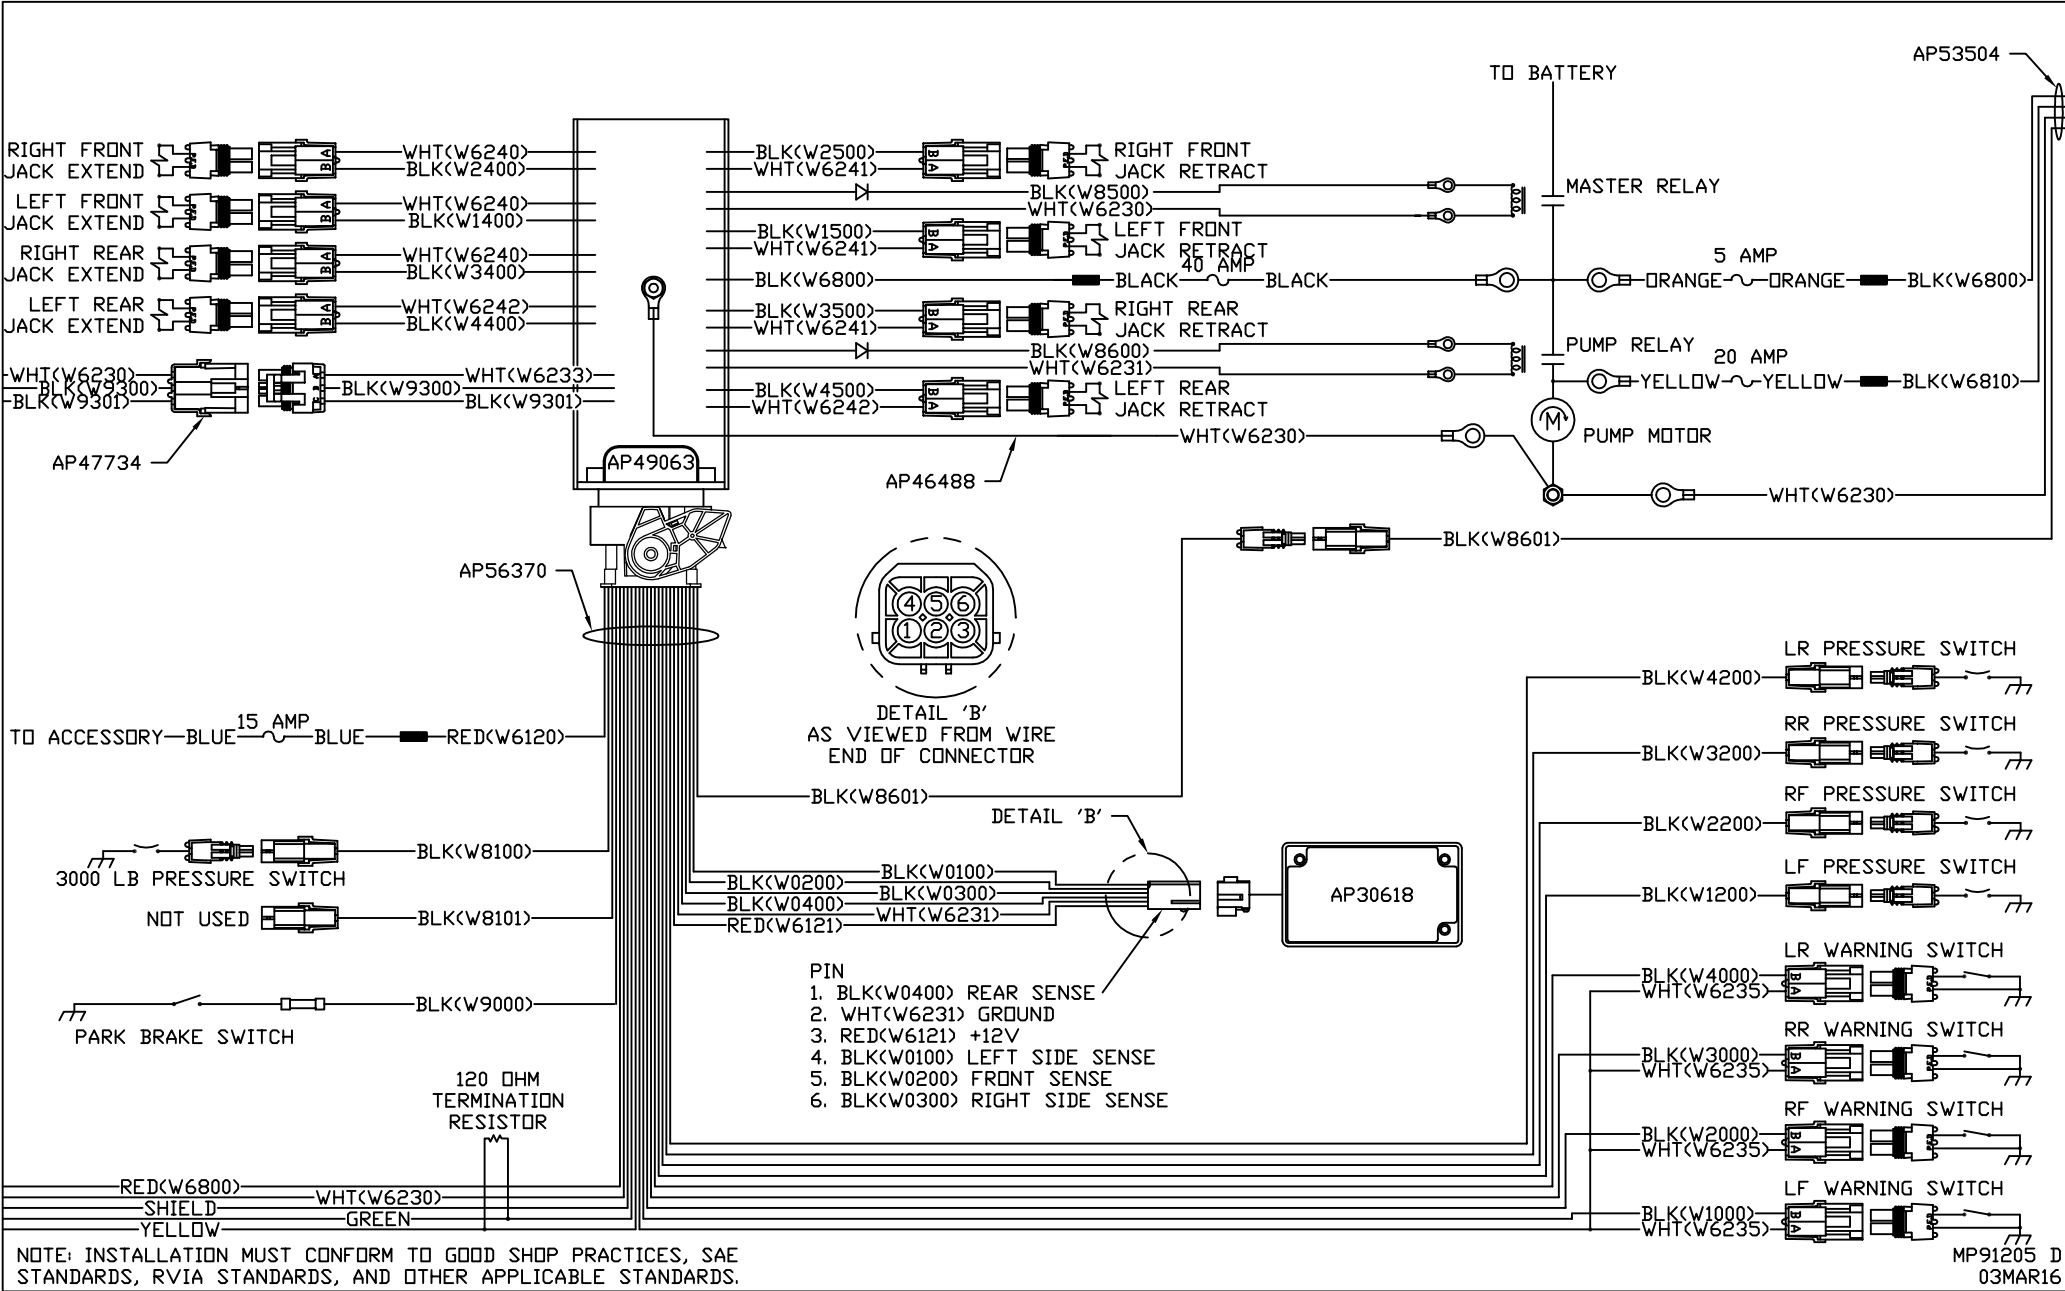 AP53504
TO BATTERY
RIGHT FRONT
JACK EXTEND
A
B
WHT(W6240)
BLK(W2400)
LEFT FRONT
JACK EXTEND
A
B
WHT(W6240)
BLK(W1400)
RIGHT REAR
JACK EXTEND
A
B
WHT(W6240)
BLK(W3400)
LEFT REAR
JACK EXTEND
A
B
WHT(W6242)
BLK(W4400)
WHT(W6230)
BLK(W9300)
BLK(W9301)
WHT(W6233)
BLK(W9300)
BLK(W9301)
AP47734
AP49063
BLK(W2500)
WHT(W6241)
B
A
RIGHT FRONT
JACK RETRACT
BLK(W8500)
WHT(W6230)
MASTER RELAY
BLK(W1500)
WHT(W6241)
B
A
LEFT FRONT
JACK RETRACT
BLK(W6800)
BLACK
40 AMP
BLACK
5 AMP
ORANGE
ORANGE
BLK(W6800)
BLK(W3500)
WHT(W6241)
B
A
RIGHT REAR
JACK RETRACT
BLK(W8600)
WHT(W6231)
PUMP RELAY
20 AMP
YELLOW
YELLOW
BLK(W6810)
BLK(W4500)
WHT(W6242)
B
A
LEFT REAR
JACK RETRACT
M
PUMP MOTOR
WHT(W6230)
AP46488
WHT(W6230)
BLK(W8601)
AP56370
4 5 6
1 2 3
DETAIL 'B'
AS VIEWED FROM WIRE
END OF CONNECTOR
TO ACCESSORY
BLUE
15 AMP
BLUE
RED(W6120)
BLK(W8601)
DETAIL 'B'
BLK(W8100)
3000 LB PRESSURE SWITCH
NOT USED
BLK(W8101)
BLK(W9000)
PARK BRAKE SWITCH
BLK(W0100)
BLK(W0200)
BLK(W0300)
BLK(W0400)
WHT(W6231)
RED(W6121)
AP30618
PIN
1. BLK(W0400) REAR SENSE
2. WHT(W6231) GROUND
3. RED(W6121) +12V
4. BLK(W0100) LEFT SIDE SENSE
5. BLK(W0200) FRONT SENSE
6. BLK(W0300) RIGHT SIDE SENSE
120 OHM
TERMINATION
RESISTOR
LR PRESSURE SWITCH
BLK(W4200)
RR PRESSURE SWITCH
BLK(W3200)
RF PRESSURE SWITCH
BLK(W2200)
LF PRESSURE SWITCH
BLK(W1200)
LR WARNING SWITCH
BLK(W4000)
WHT(W6235)
B
A
RR WARNING SWITCH
BLK(W3000)
WHT(W6235)
B
A
RF WARNING SWITCH
BLK(W2000)
WHT(W6235)
B
A
LF WARNING SWITCH
BLK(W1000)
WHT(W6235)
B
A
RED(W6800)
WHT(W6230)
SHIELD
GREEN
YELLOW
NOTE: INSTALLATION MUST CONFORM TO GOOD SHOP PRACTICES, SAE
STANDARDS, RVIA STANDARDS, AND OTHER APPLICABLE STANDARDS.
MP91205 D
03MAR16